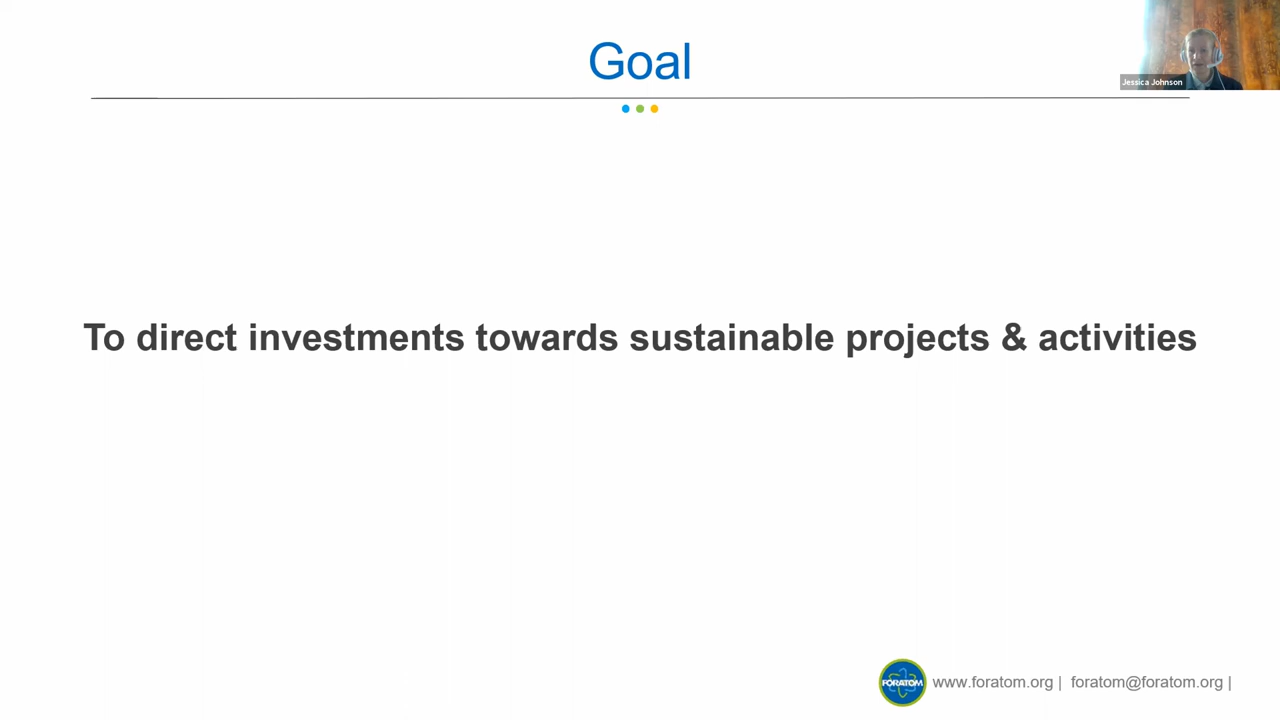 Goal
Jessica Johnson
To direct investments towards sustainable projects & activities
FORATOM
www.foratom.org | foratom@foratom.org |